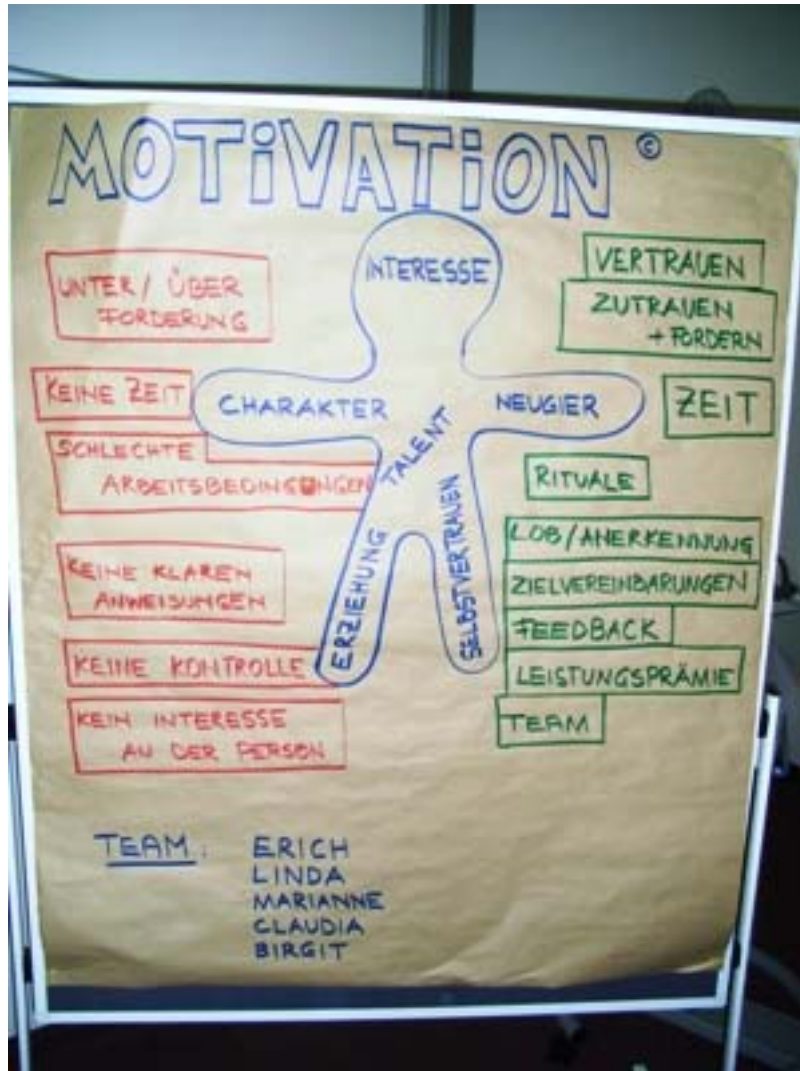 MOTiVATiON ©
UNTER / ÜBER
FORDERUNG
KEINE ZEIT
SCHLECHTE
ARBEITSBEDINGUNGEN
KEINE KLAREN
ANWEISUNGEN
KEINE KONTROLLE
KEIN INTERESSE
AN DER PERSON
INTERESSE
CHARAKTER
NEUGIER
TALENT
ERZIEHUNG
SELBSTVERTRAUEN
VERTRAUEN
ZUTRAUEN
+ FORDERN
ZEIT
RITUALE
LOB / ANERKENNUNG
ZIELVEREINBARUNGEN
FEEDBACK
LEISTUNGSPRÄMIE
TEAM
TEAM: ERICH
LINDA
MARIANNE
CLAUDIA
BIRGIT